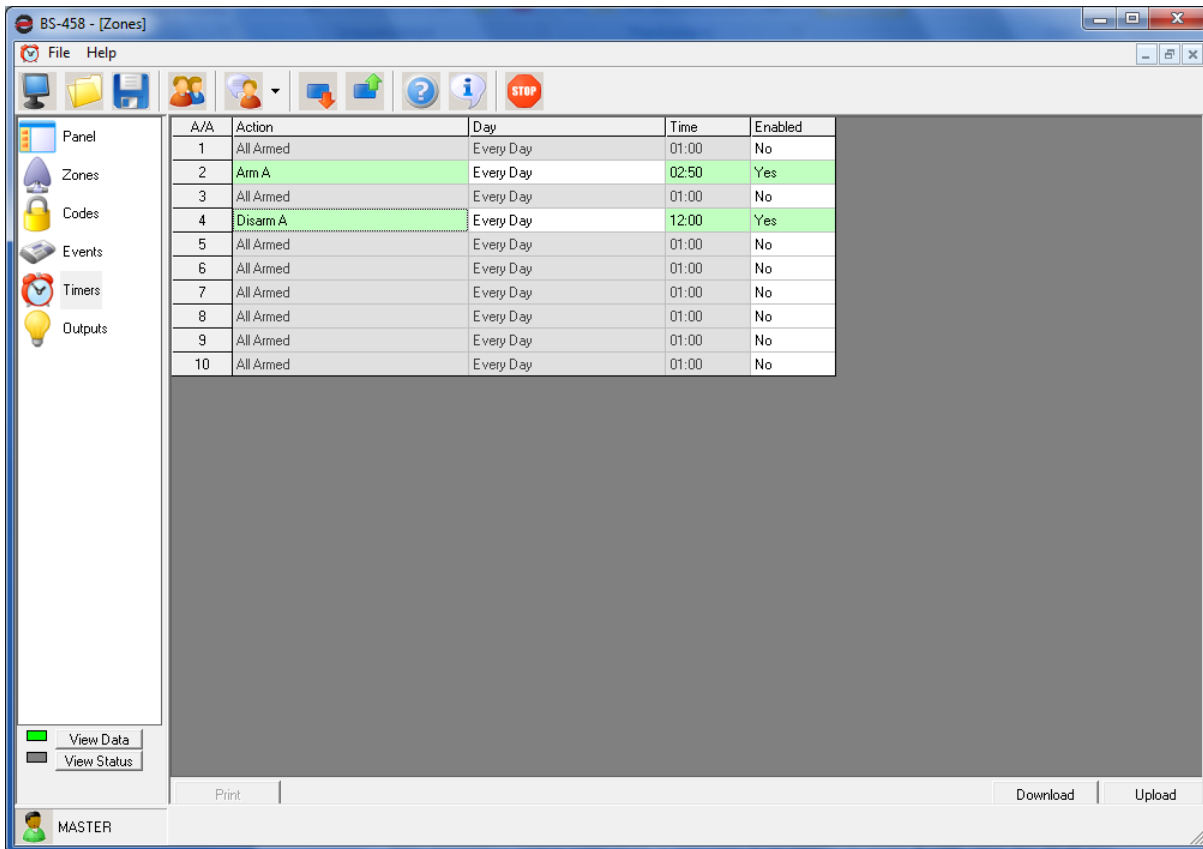 BS-458 - [Zones]
File Help
STOP
Panel
Zones
Codes
Events
Timers
Outputs
A/A Action Day Time Enabled
1 All Armed Every Day 01:00 No
2 Arm A Every Day 02:50 Yes
3 All Armed Every Day 01:00 No
4 Disarm A Every Day 12:00 Yes
5 All Armed Every Day 01:00 No
6 All Armed Every Day 01:00 No
7 All Armed Every Day 01:00 No
8 All Armed Every Day 01:00 No
9 All Armed Every Day 01:00 No
10 All Armed Every Day 01:00 No
View Data
View Status
Print Download Upload
MASTER